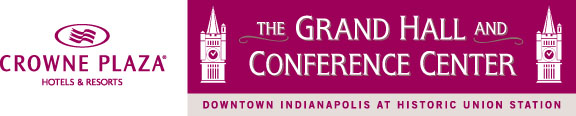 CROWNE PLAZA®
HOTELS & RESORTS
THE GRAND HALL AND
CONFERENCE CENTER
DOWNTOWN INDIANAPOLIS AT HISTORIC UNION STATION